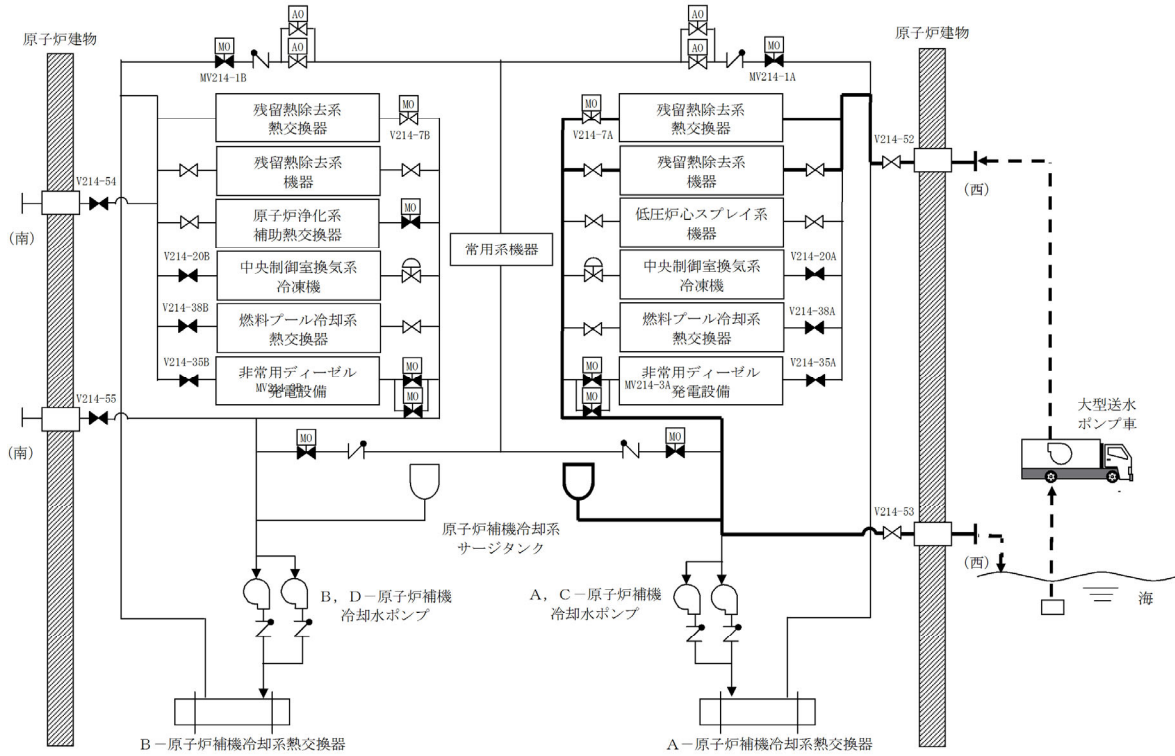 原子炉建物
AO
AO
MO
MV214-1B
AO
AO
MO
MV214-1A
原子炉建物
残留熱除去系
熱交換器
MO
V214-7B
残留熱除去系
機器
V214-54
(南)
原子炉浄化系
補助熱交換器
MO
V214-20B
中央制御室換気系
冷凍機
V214-38B
燃料プール冷却系
熱交換器
V214-35B
非常用ディーゼル
発電設備
MO
MO
V214-55
(南)
MO
常用系機器
MO
V214-7A
残留熱除去系
熱交換器
残留熱除去系
機器
低圧炉心スプレイ系
機器
中央制御室換気系
冷凍機
V214-20A
燃料プール冷却系
熱交換器
V214-38A
MO
MO
MV214-3A
非常用ディーゼル
発電設備
V214-35A
MO
V214-52
(西)
V214-53
(西)
大型送水
ポンプ車
海
原子炉補機冷却系
サージタンク
B,D-原子炉補機
冷却水ポンプ
A,C-原子炉補機
冷却水ポンプ
B-原子炉補機冷却系熱交換器
A-原子炉補機冷却系熱交換器